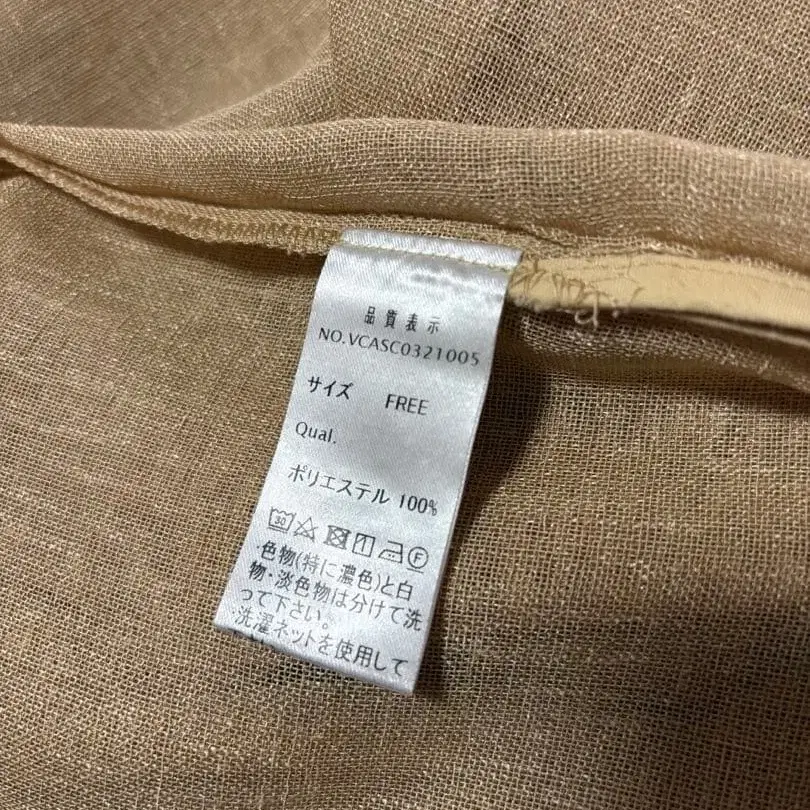 品質表示
NO.VCASC0321005
サイズ FREE
Qual.
ポリエステル 100%
30 F
色物(特に濃色)と白
物・淡色物は分けて洗
って下さい。
洗濯ネットを使用して